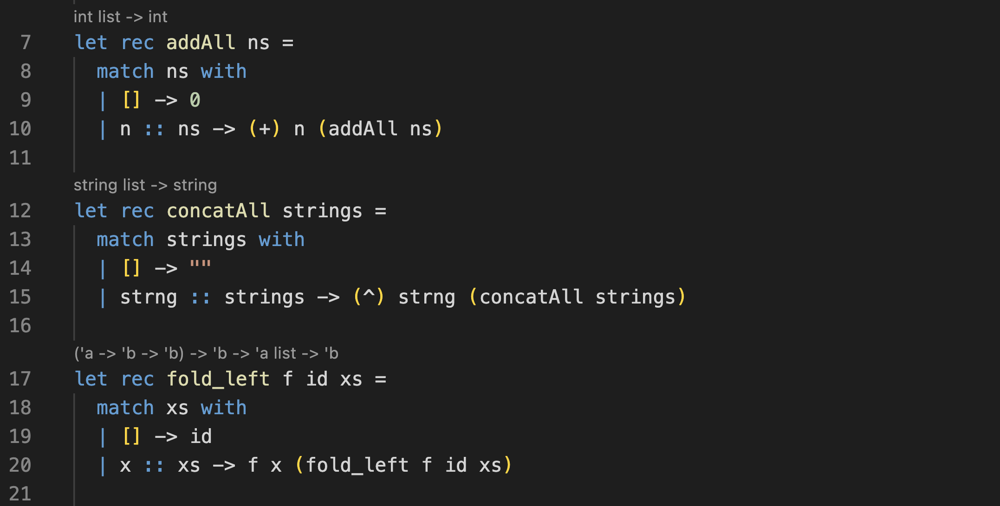 int list -> int
7 let rec addAll ns =
8 match ns with
9 | [] -> 0
10 | n :: ns -> (+) n (addAll ns)
11
string list -> string
12 let rec concatAll strings =
13 match strings with
14 | [] -> ""
15 | strng :: strings -> (^) strng (concatAll strings)
16
('a -> 'b -> 'b) -> 'b -> 'a list -> 'b
17 let rec fold_left f id xs =
18 match xs with
19 | [] -> id
20 | x :: xs -> f x (fold_left f id xs)
21